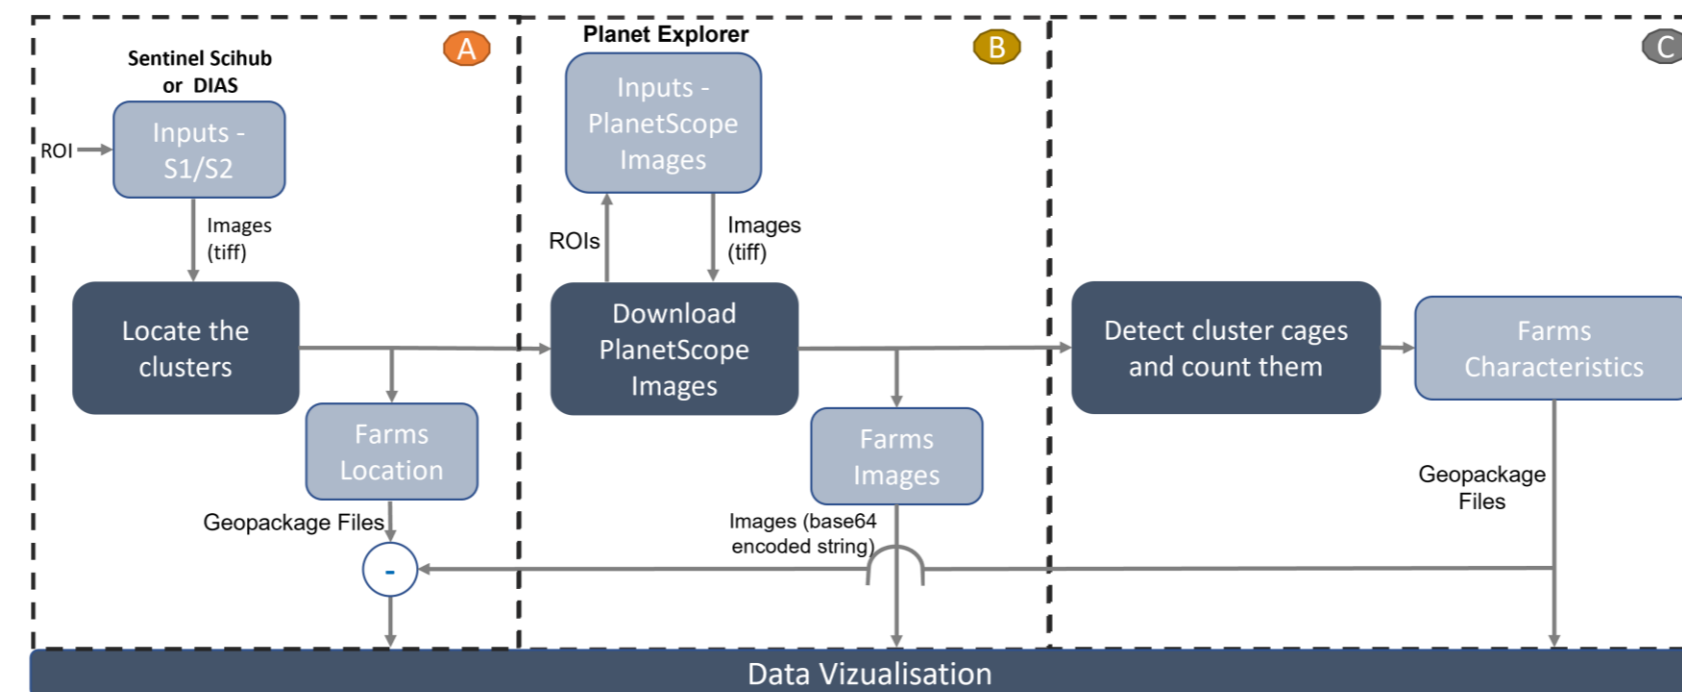 A
Sentinel Scihub
or DIAS
ROI
Inputs -
S1/S2
Images
(tiff)
Locate the
clusters
Farms
Location
Geopackage Files
-
B
Planet Explorer
Inputs -
PlanetScope
Images
ROIs
Images
(tiff)
Download
PlanetScope
Images
Farms
Images
Images (base64
encoded string)
C
Detect cluster cages
and count them
Farms
Characteristics
Geopackage
Files
Data Vizualisation